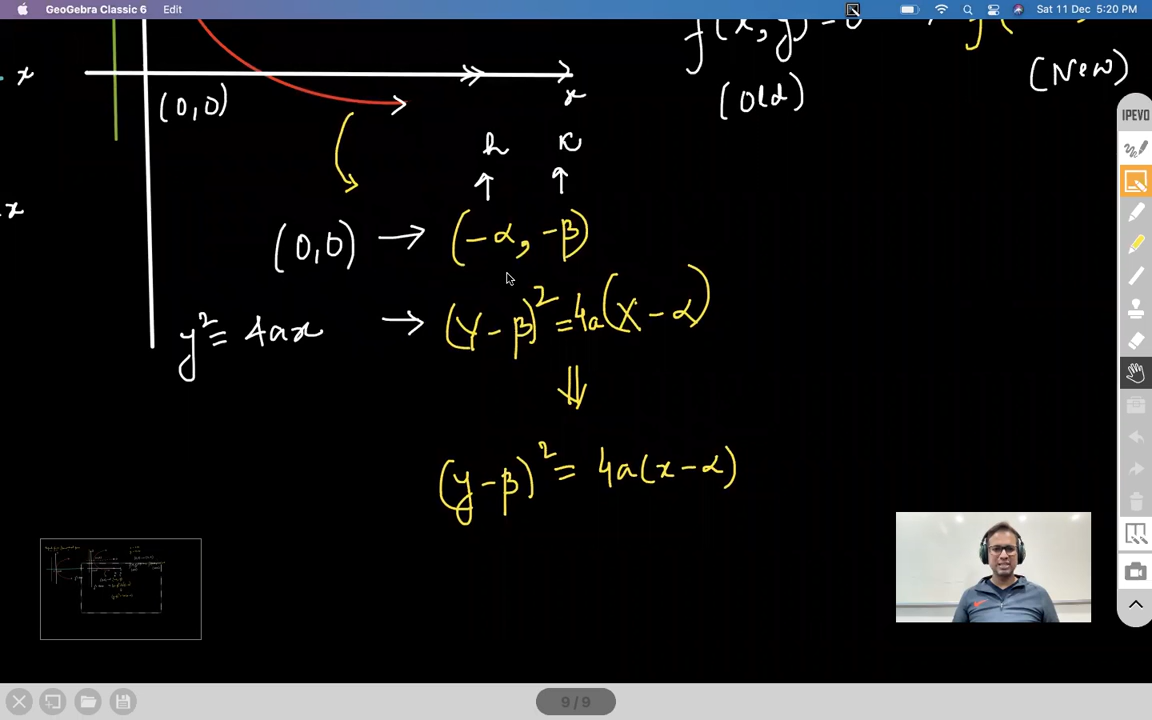 GeoGebra Classic 6 Edit Sat 11 Dec 5:20 PM
f(x, y) = 0
f(
(Old)
(New)
x
(0,0)
x
IPEVO
h K
x
(0,0) → (-α, -β)
y² = 4ax → (Y - β)² = 4a(X - α)
⇓
(y - β)² = 4a(x - α)
9 / 9